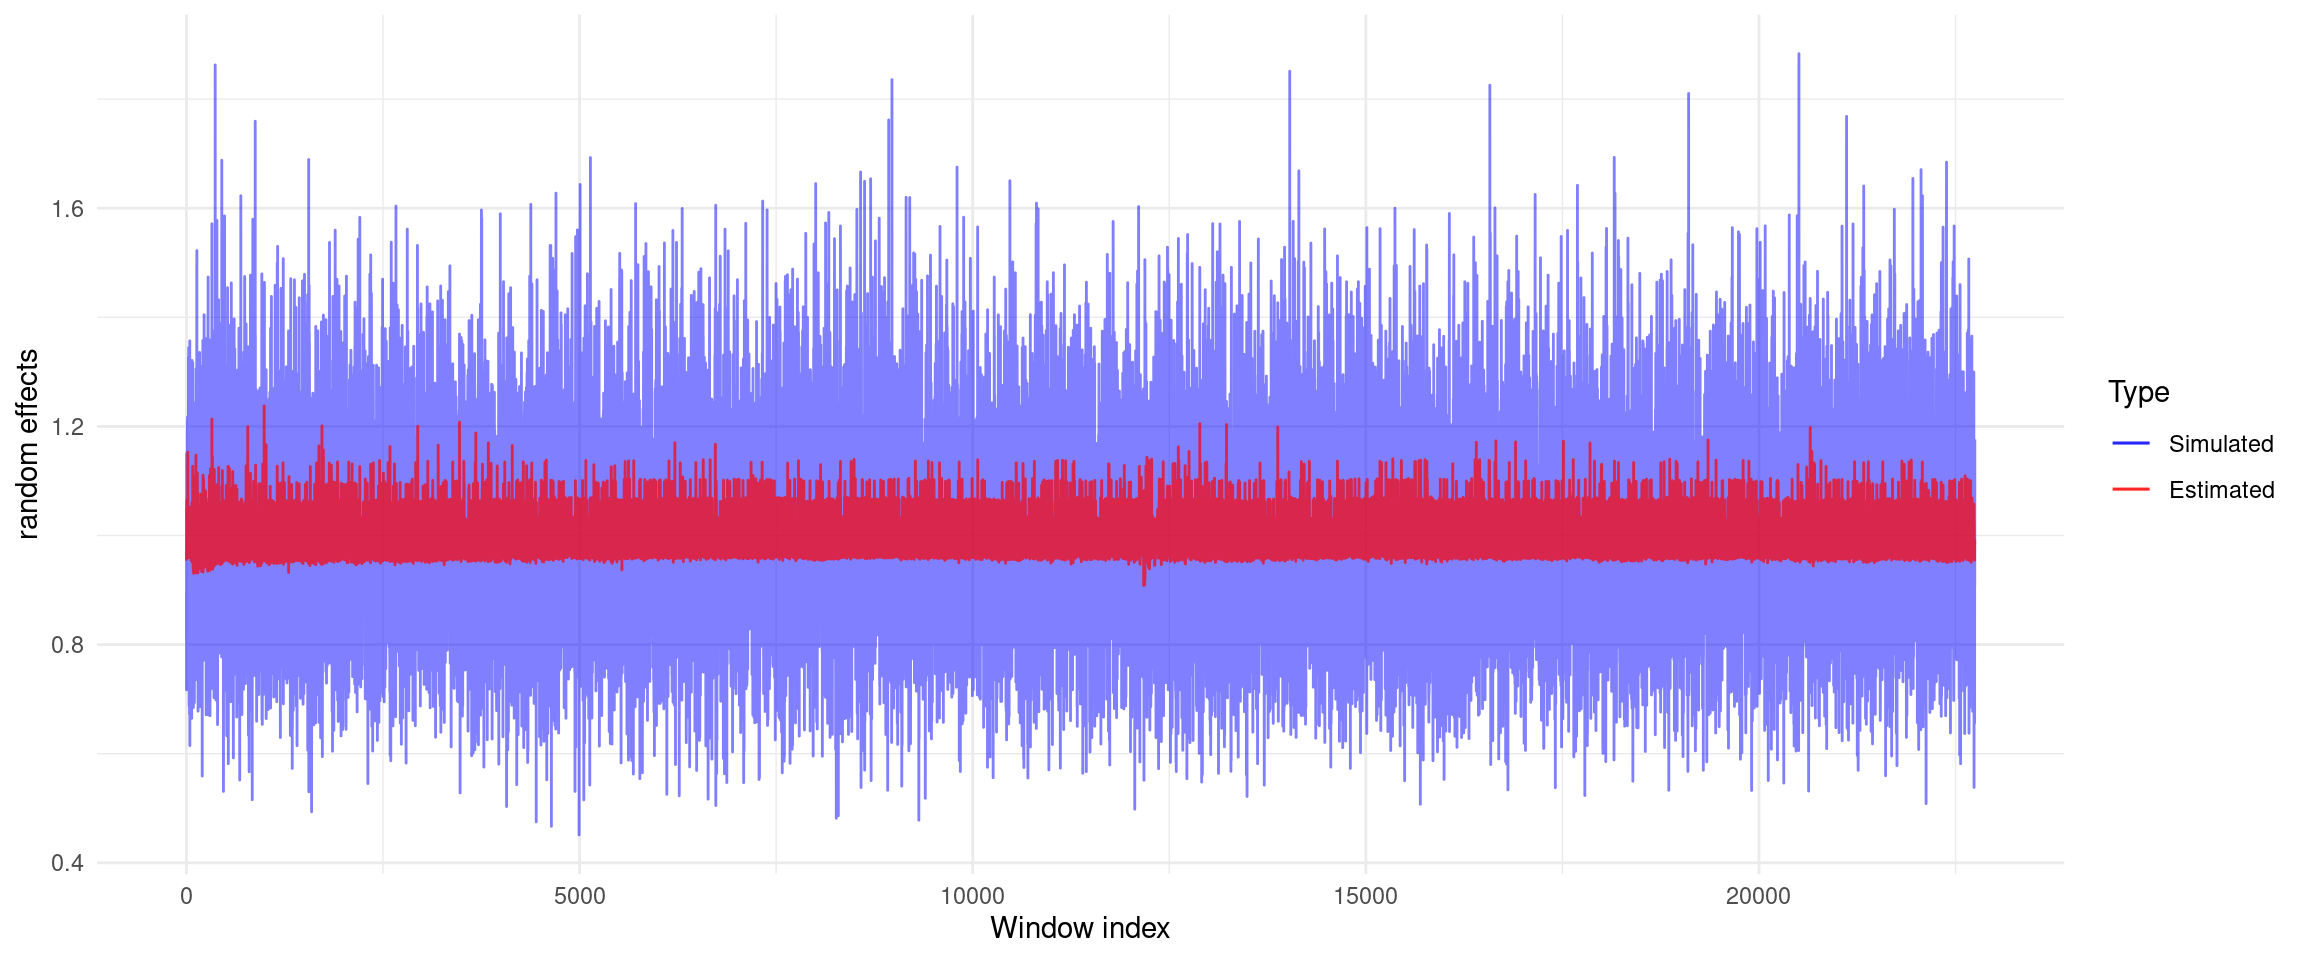 random effects
1.6
1.2
0.8
0.4
0
5000
10000
15000
20000
Window index
Type
Simulated
Estimated